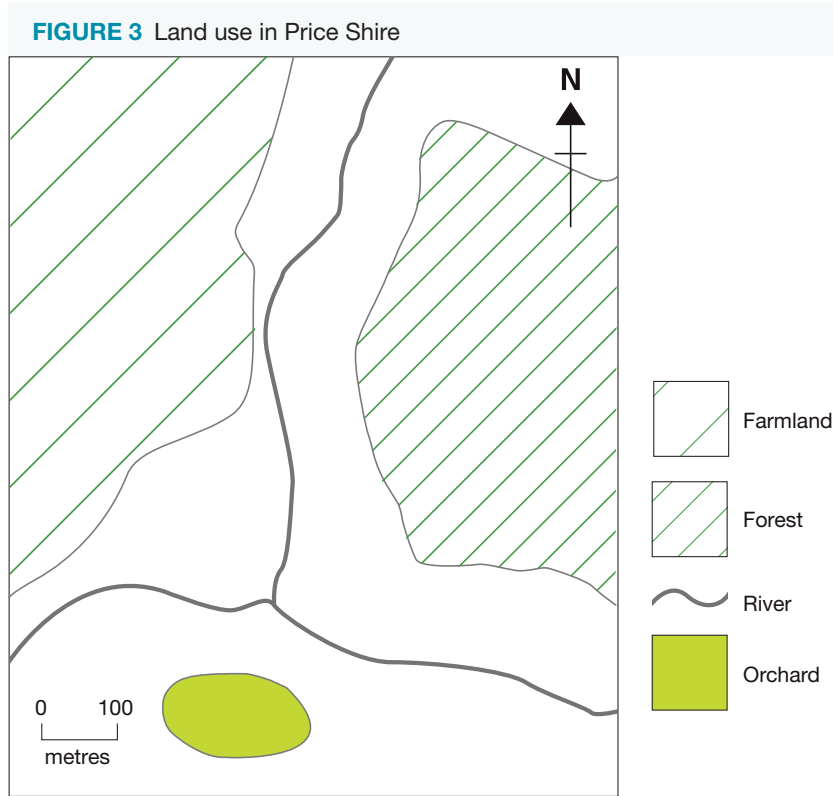 FIGURE 3 Land use in Price Shire
N
Farmland
Forest
River
Orchard
0 100
metres